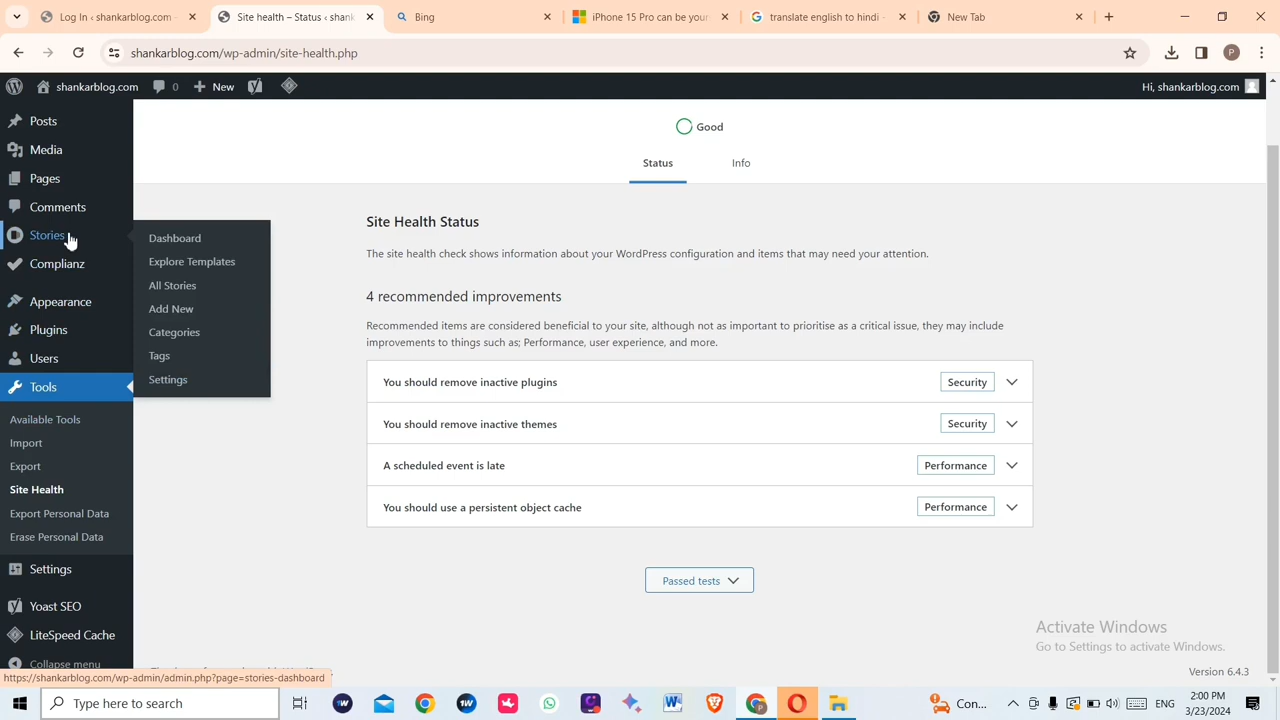 Log In ‹ shankarblog.com —
Site health – Status ‹ shank
Bing
iPhone 15 Pro can be your
translate english to hindi -
New Tab
shankarblog.com/wp-admin/site-health.php
P
shankarblog.com
0
New
Hi, shankarblog.com
Posts
Media
Pages
Comments
Stories
Complianz
Appearance
Plugins
Users
Tools
Available Tools
Import
Export
Site Health
Export Personal Data
Erase Personal Data
Settings
Yoast SEO
LiteSpeed Cache
Collapse menu
Dashboard
Explore Templates
All Stories
Add New
Categories
Tags
Settings
Good
Status
Info
Site Health Status
The site health check shows information about your WordPress configuration and items that may need your attention.
4 recommended improvements
Recommended items are considered beneficial to your site, although not as important to prioritise as a critical issue, they may include
improvements to things such as; Performance, user experience, and more.
You should remove inactive plugins
Security
You should remove inactive themes
Security
A scheduled event is late
Performance
You should use a persistent object cache
Performance
Passed tests
Activate Windows
Go to Settings to activate Windows.
Version 6.4.3
https://shankarblog.com/wp-admin/admin.php?page=stories-dashboard
Type here to search
Con...
ENG
2:00 PM
3/23/2024